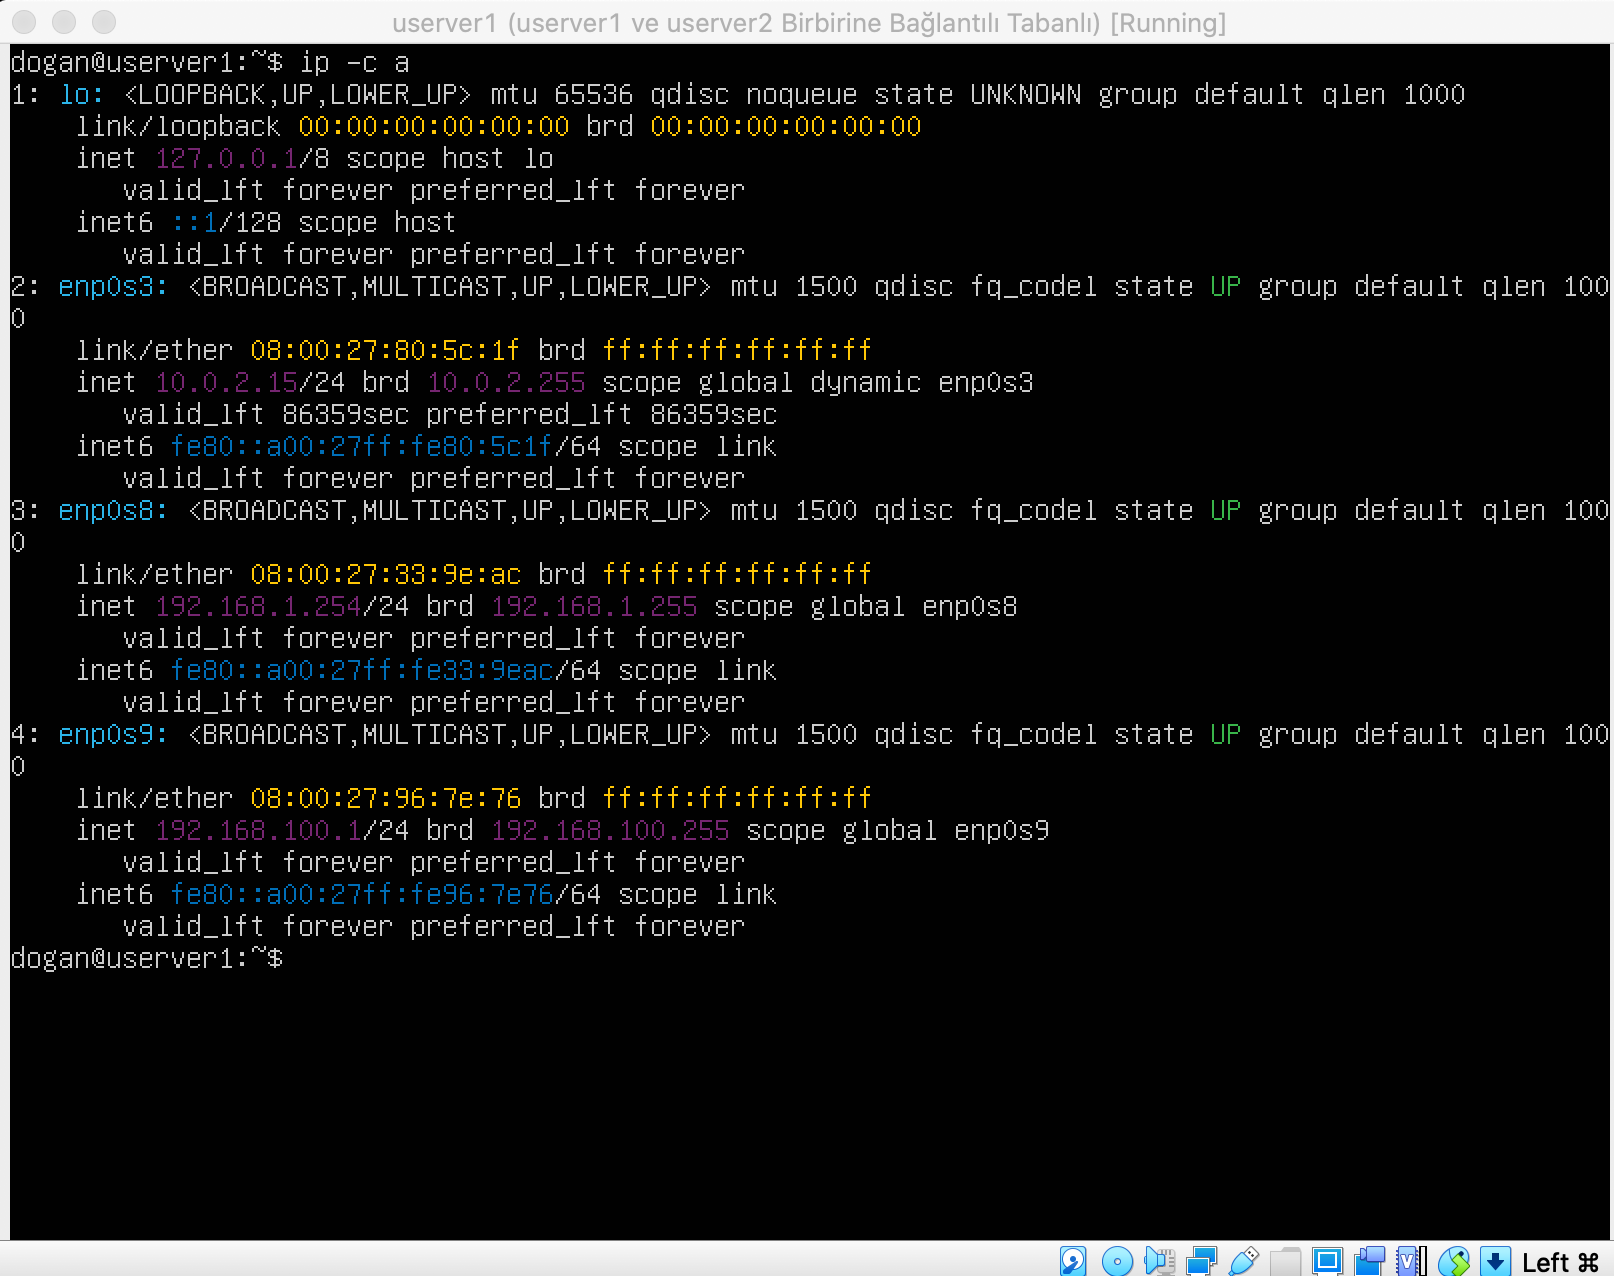 userver1 (userver1 ve userver2 Birbirine Bağlantılı Tabanlı) [Running]
dogan@userver1:~$ ip -c a
1: lo: <LOOPBACK,UP,LOWER_UP> mtu 65536 qdisc noqueue state UNKNOWN group default qlen 1000
    link/loopback 00:00:00:00:00:00 brd 00:00:00:00:00:00
    inet 127.0.0.1/8 scope host lo
       valid_lft forever preferred_lft forever
    inet6 ::1/128 scope host
       valid_lft forever preferred_lft forever
2: enp0s3: <BROADCAST,MULTICAST,UP,LOWER_UP> mtu 1500 qdisc fq_codel state UP group default qlen 100
0
    link/ether 08:00:27:80:5c:1f brd ff:ff:ff:ff:ff:ff
    inet 10.0.2.15/24 brd 10.0.2.255 scope global dynamic enp0s3
       valid_lft 86359sec preferred_lft 86359sec
    inet6 fe80::a00:27ff:fe80:5c1f/64 scope link
       valid_lft forever preferred_lft forever
3: enp0s8: <BROADCAST,MULTICAST,UP,LOWER_UP> mtu 1500 qdisc fq_codel state UP group default qlen 100
0
    link/ether 08:00:27:33:9e:ac brd ff:ff:ff:ff:ff:ff
    inet 192.168.1.254/24 brd 192.168.1.255 scope global enp0s8
       valid_lft forever preferred_lft forever
    inet6 fe80::a00:27ff:fe33:9eac/64 scope link
       valid_lft forever preferred_lft forever
4: enp0s9: <BROADCAST,MULTICAST,UP,LOWER_UP> mtu 1500 qdisc fq_codel state UP group default qlen 100
0
    link/ether 08:00:27:96:7e:76 brd ff:ff:ff:ff:ff:ff
    inet 192.168.100.1/24 brd 192.168.100.255 scope global enp0s9
       valid_lft forever preferred_lft forever
    inet6 fe80::a00:27ff:fe96:7e76/64 scope link
       valid_lft forever preferred_lft forever
dogan@userver1:~$
Left ⌘